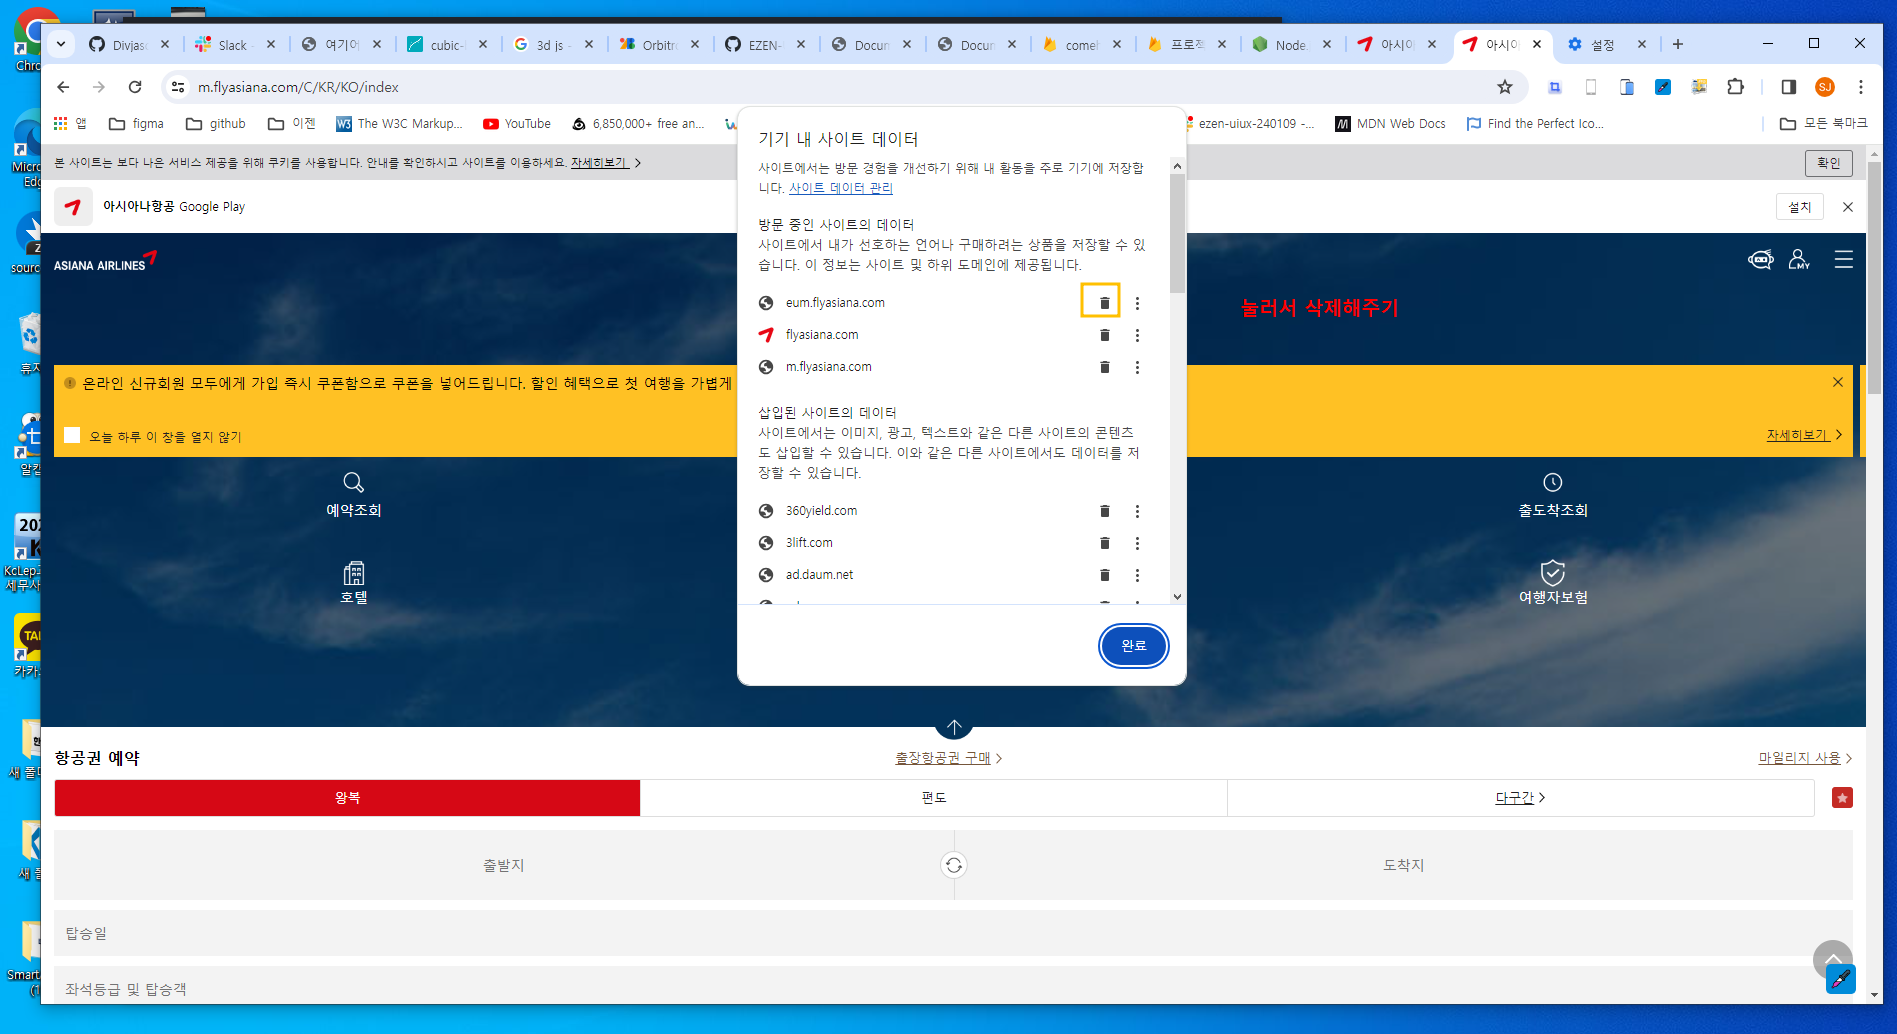 Divjas
Slack
여기어
cubic-
3d js -
Orbitr
EZEN-
Docum
Docum
comeh
프로젝
Node.
아시아
아시아
설정
m.flyasiana.com/C/KR/KO/index
SJ
앱
figma
github
이젠
The W3C Markup...
YouTube
6,850,000+ free an...
ezen-uiux-240109 -...
MDN Web Docs
Find the Perfect Ico...
모든 북마크
본 사이트는 보다 나은 서비스 제공을 위해 쿠키를 사용합니다. 안내를 확인하시고 사이트를 이용하세요. 자세히보기
확인
아시아나항공 Google Play
설치
ASIANA AIRLINES
MY
기기 내 사이트 데이터
사이트에서는 방문 경험을 개선하기 위해 내 활동을 주로 기기에 저장합
니다. 사이트 데이터 관리
방문 중인 사이트의 데이터
사이트에서 내가 선호하는 언어나 구매하려는 상품을 저장할 수 있
습니다. 이 정보는 사이트 및 하위 도메인에 제공됩니다.
eum.flyasiana.com
flyasiana.com
m.flyasiana.com
눌러서 삭제해주기
삽입된 사이트의 데이터
사이트에서는 이미지, 광고, 텍스트와 같은 다른 사이트의 콘텐츠
도 삽입할 수 있습니다. 이와 같은 다른 사이트에서도 데이터를 저
장할 수 있습니다.
360yield.com
3lift.com
ad.daum.net
완료
온라인 신규회원 모두에게 가입 즉시 쿠폰함으로 쿠폰을 넣어드립니다. 할인 혜택으로 첫 여행을 가볍게
오늘 하루 이 창을 열지 않기
자세히보기
예약조회
출도착조회
호텔
여행자보험
항공권 예약
출장항공권 구매
마일리지 사용
왕복
편도
다구간
출발지
도착지
탑승일
좌석등급 및 탑승객
Chro
Micro
Edg
sourc
휴지
알캡
202
KcLep
세무사
TAL
카카
새 폴더
새 폴
Smart
(1